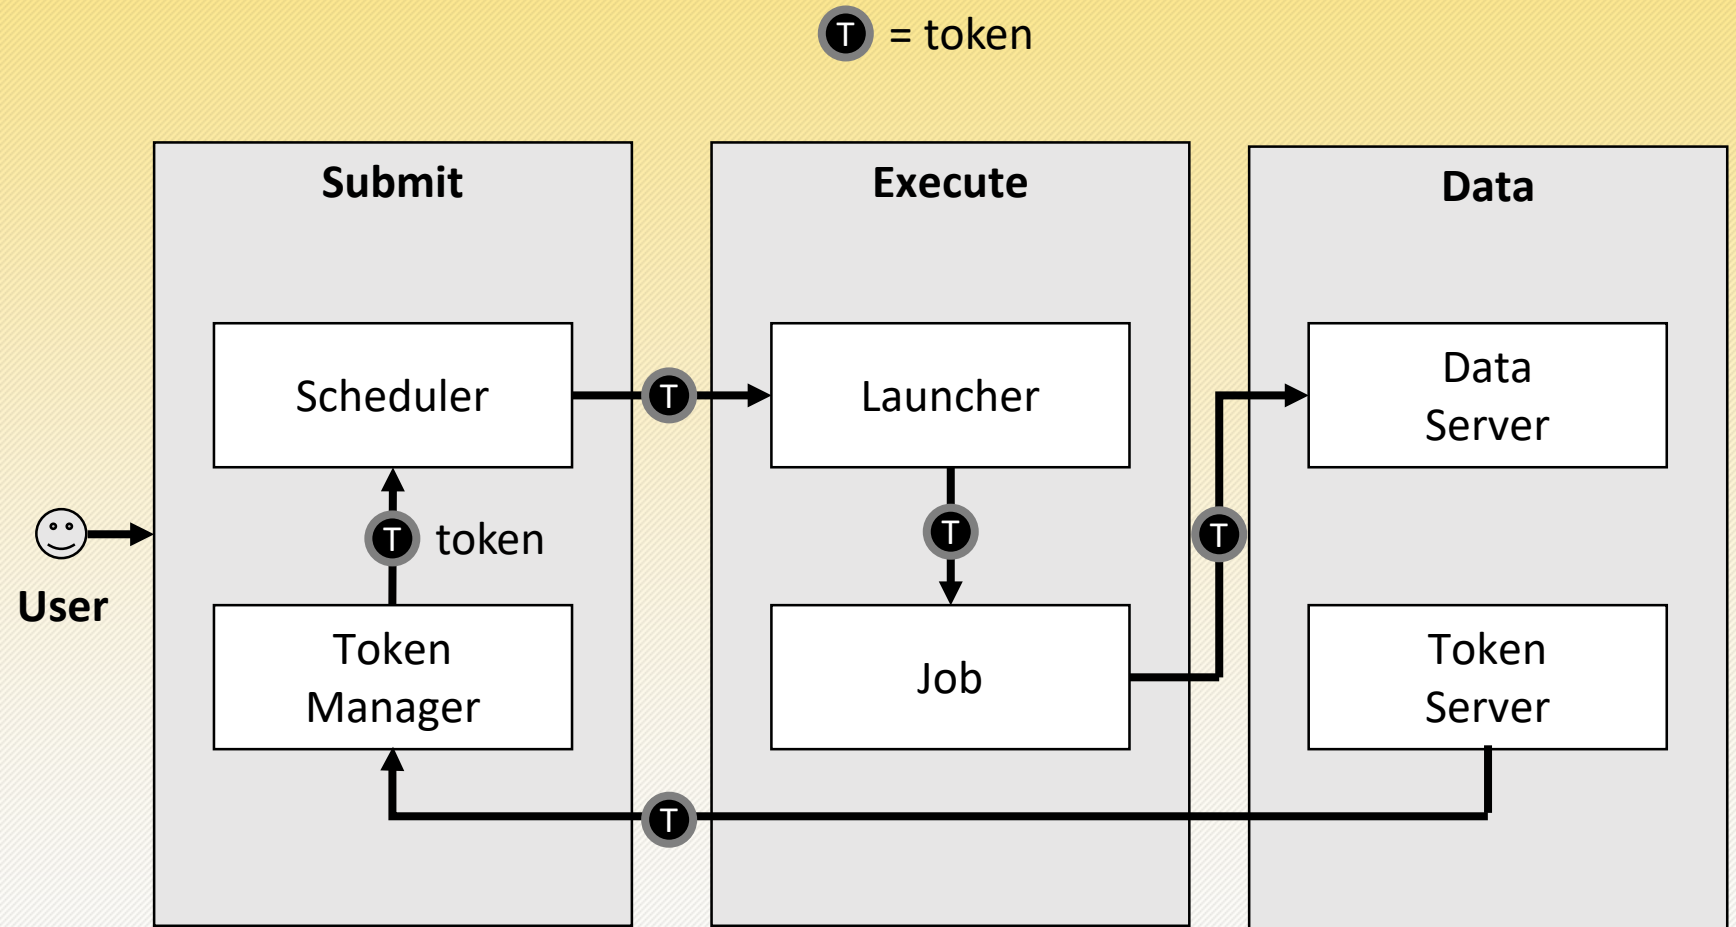 T = token
Submit
Execute
Data
Scheduler
T
Launcher
Data
Server
User
T token
T
T
Token
Manager
Job
Token
Server
T